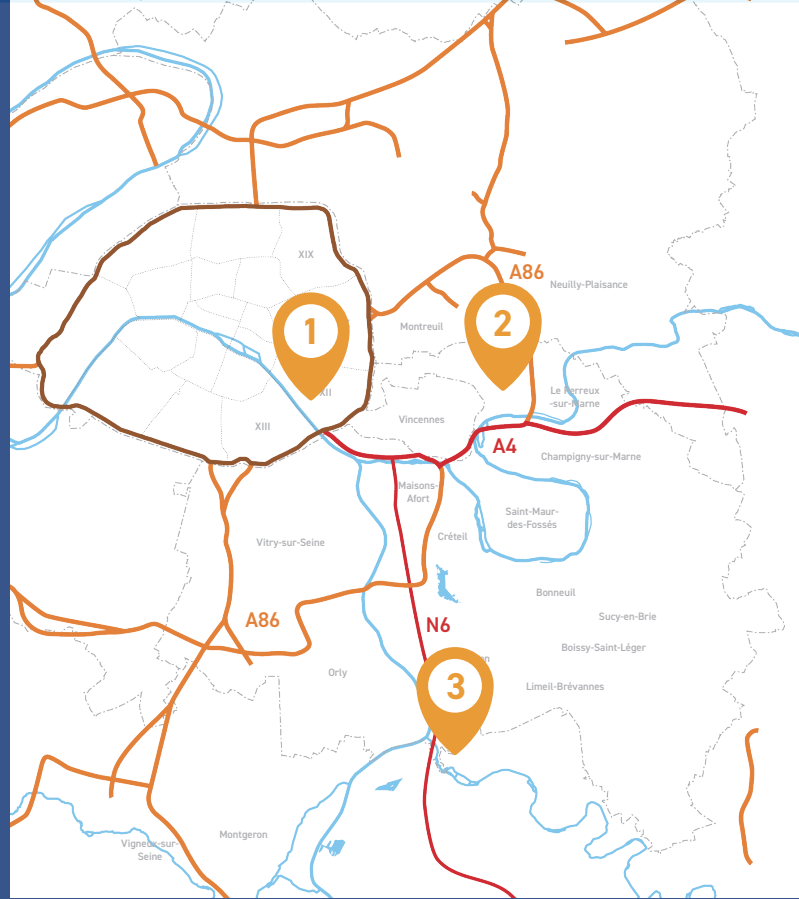 XIX
A86
Neuilly-Plaisance
1
2
Montreuil
XII
Le Perreux
-sur-Marne
XIII
Vincennes
A4
Champigny-sur-Marne
Maisons-
Afort
Saint-Maur-
des-Fossés
Créteil
Vitry-sur-Seine
Bonneuil
A86
N6
Sucy-en-Brie
Boissy-Saint-Léger
Orly
3
Limeil-Brévannes
Montgeron
Vigneux-sur-
Seine